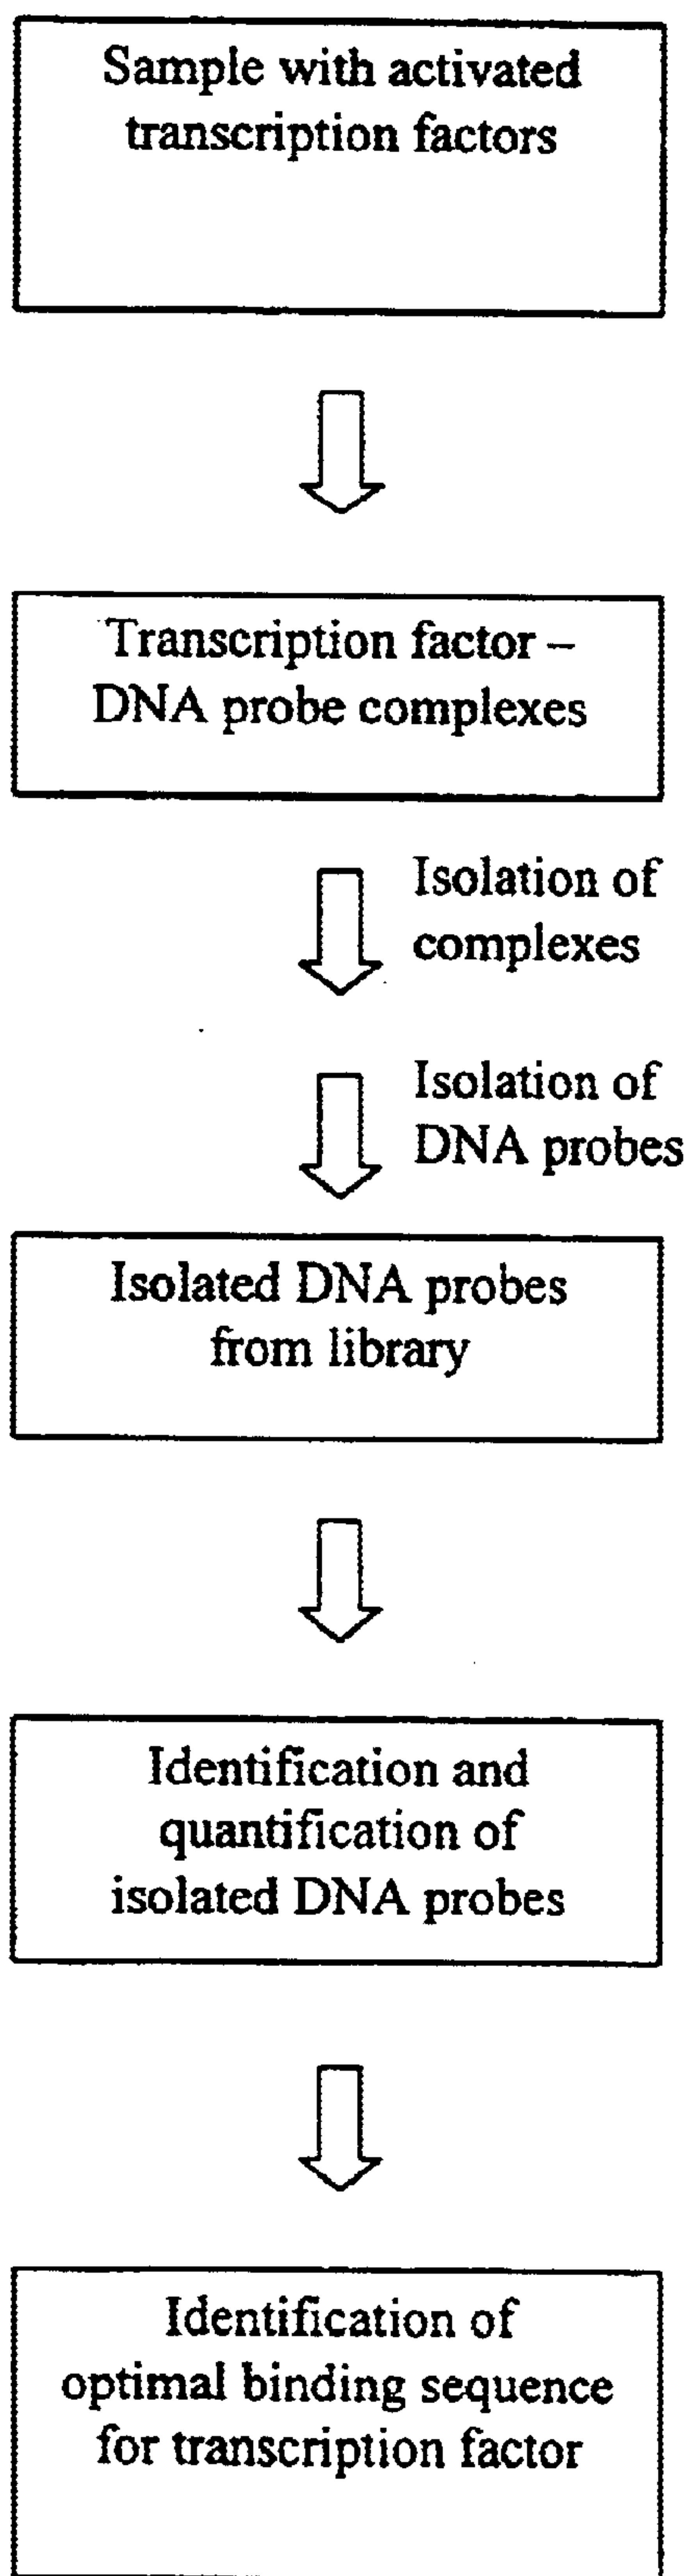 Sample with activated
transcription factors
Transcription factor –
DNA probe complexes
Isolation of
complexes
Isolation of
DNA probes
Isolated DNA probes
from library
Identification and
quantification of
isolated DNA probes
Identification of
optimal binding sequence
for transcription factor